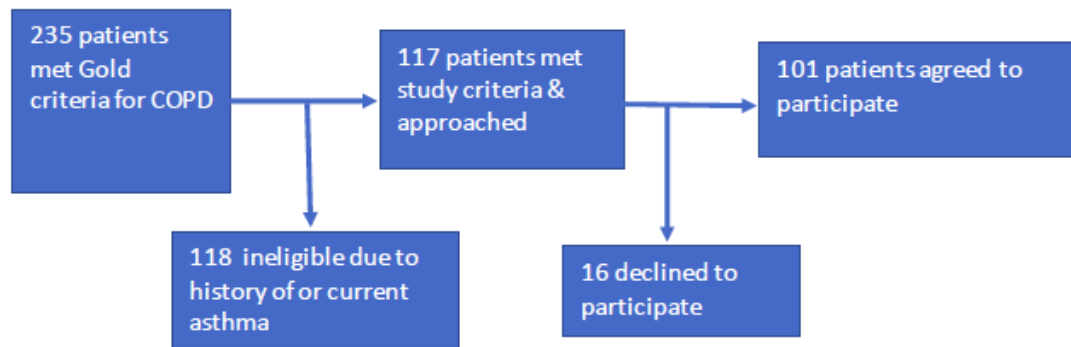 235 patients
met Gold
criteria for COPD
117 patients met
study criteria &
approached
101 patients agreed to
participate
118  ineligible due to
history of or current
asthma
16 declined to
participate